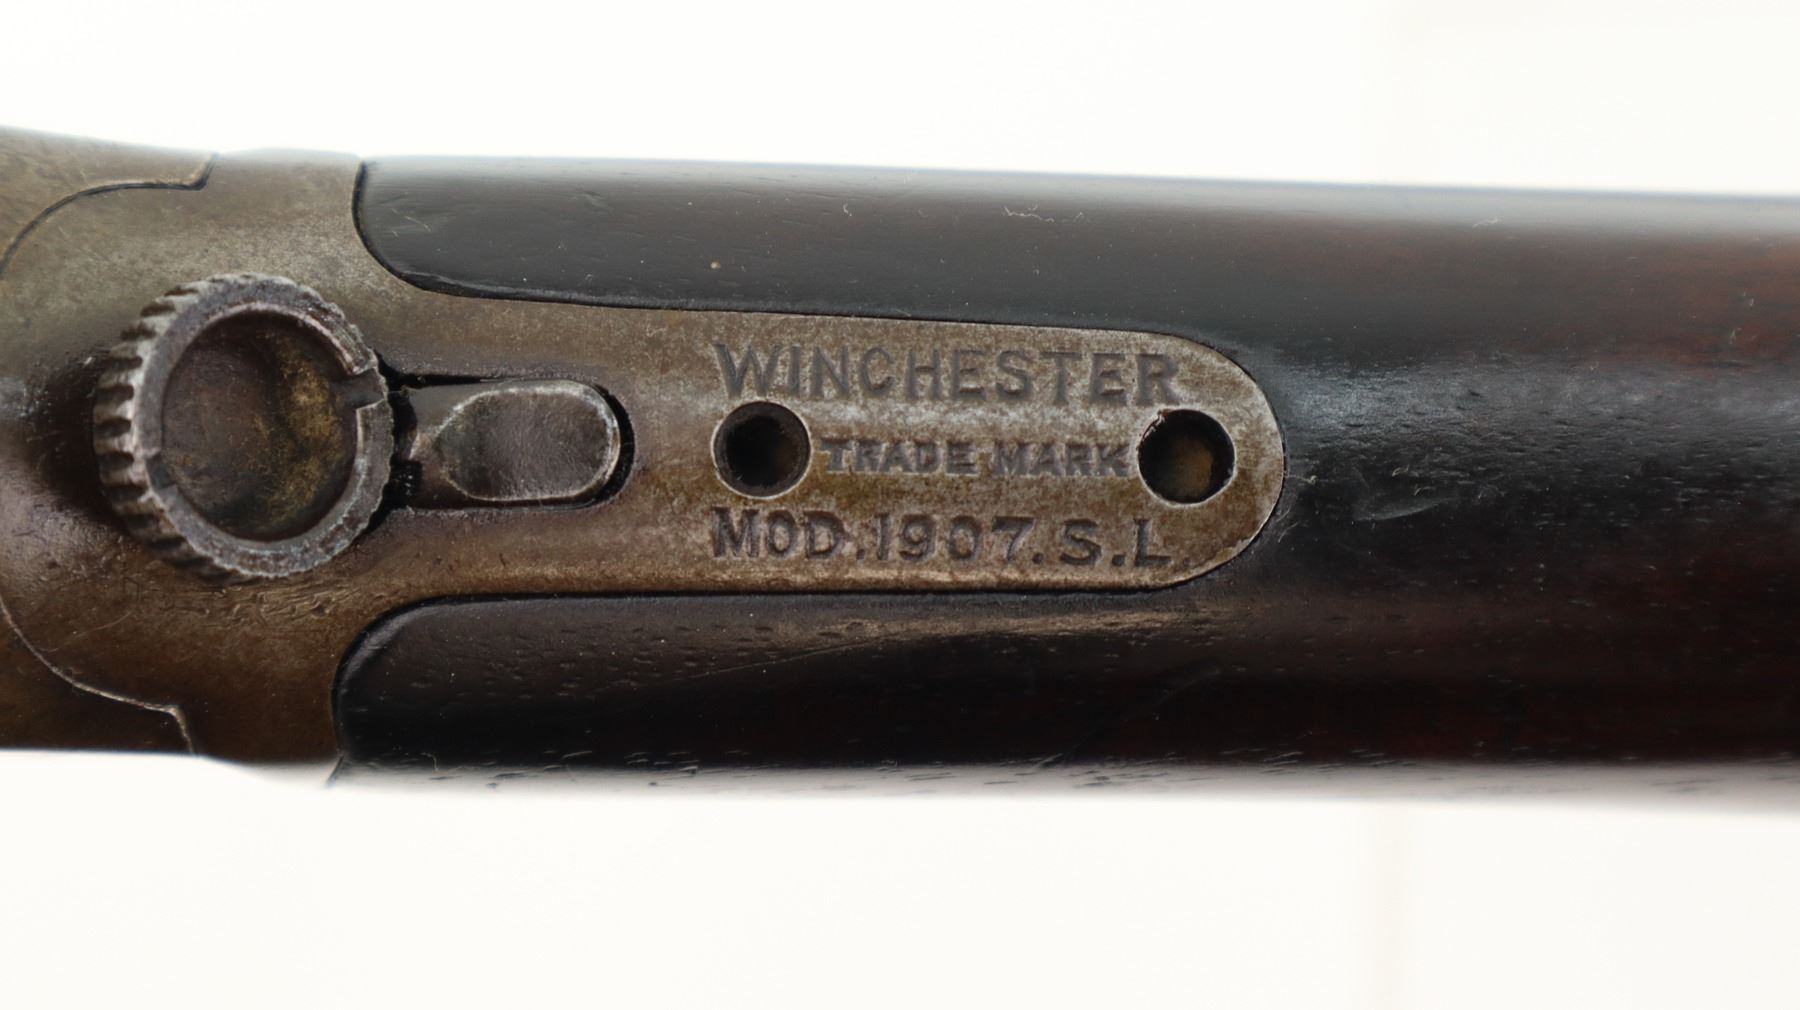 WINCHESTER
TRADE MARK
MOD. 1907. S. L.